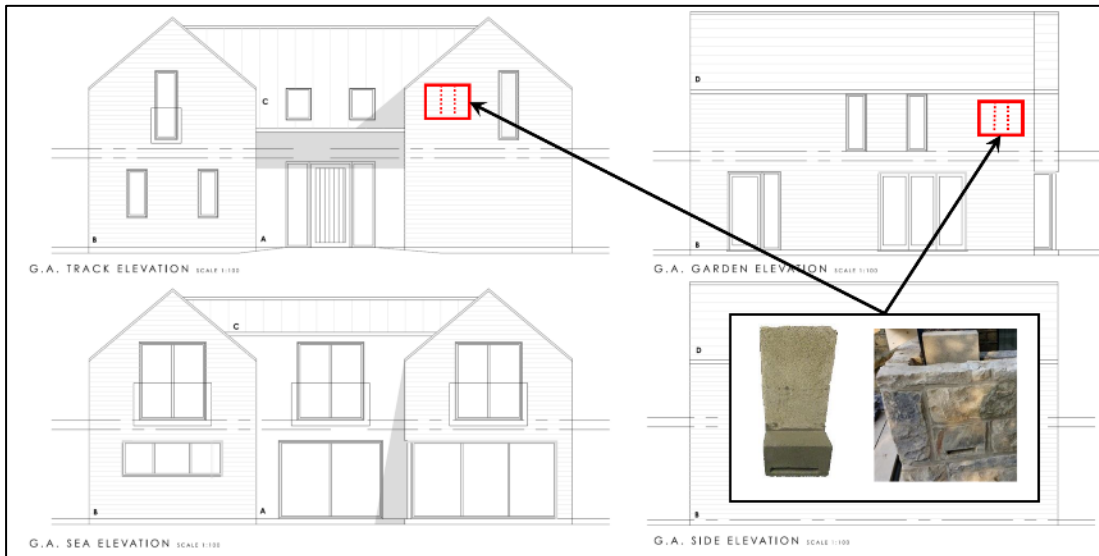 D
C
B
A
B
G.A. TRACK ELEVATION SCALE 1:100
G.A. GARDEN ELEVATION SCALE 1:100
C
D
B
A
B
G.A. SEA ELEVATION SCALE 1:100
G.A. SIDE ELEVATION SCALE 1:100